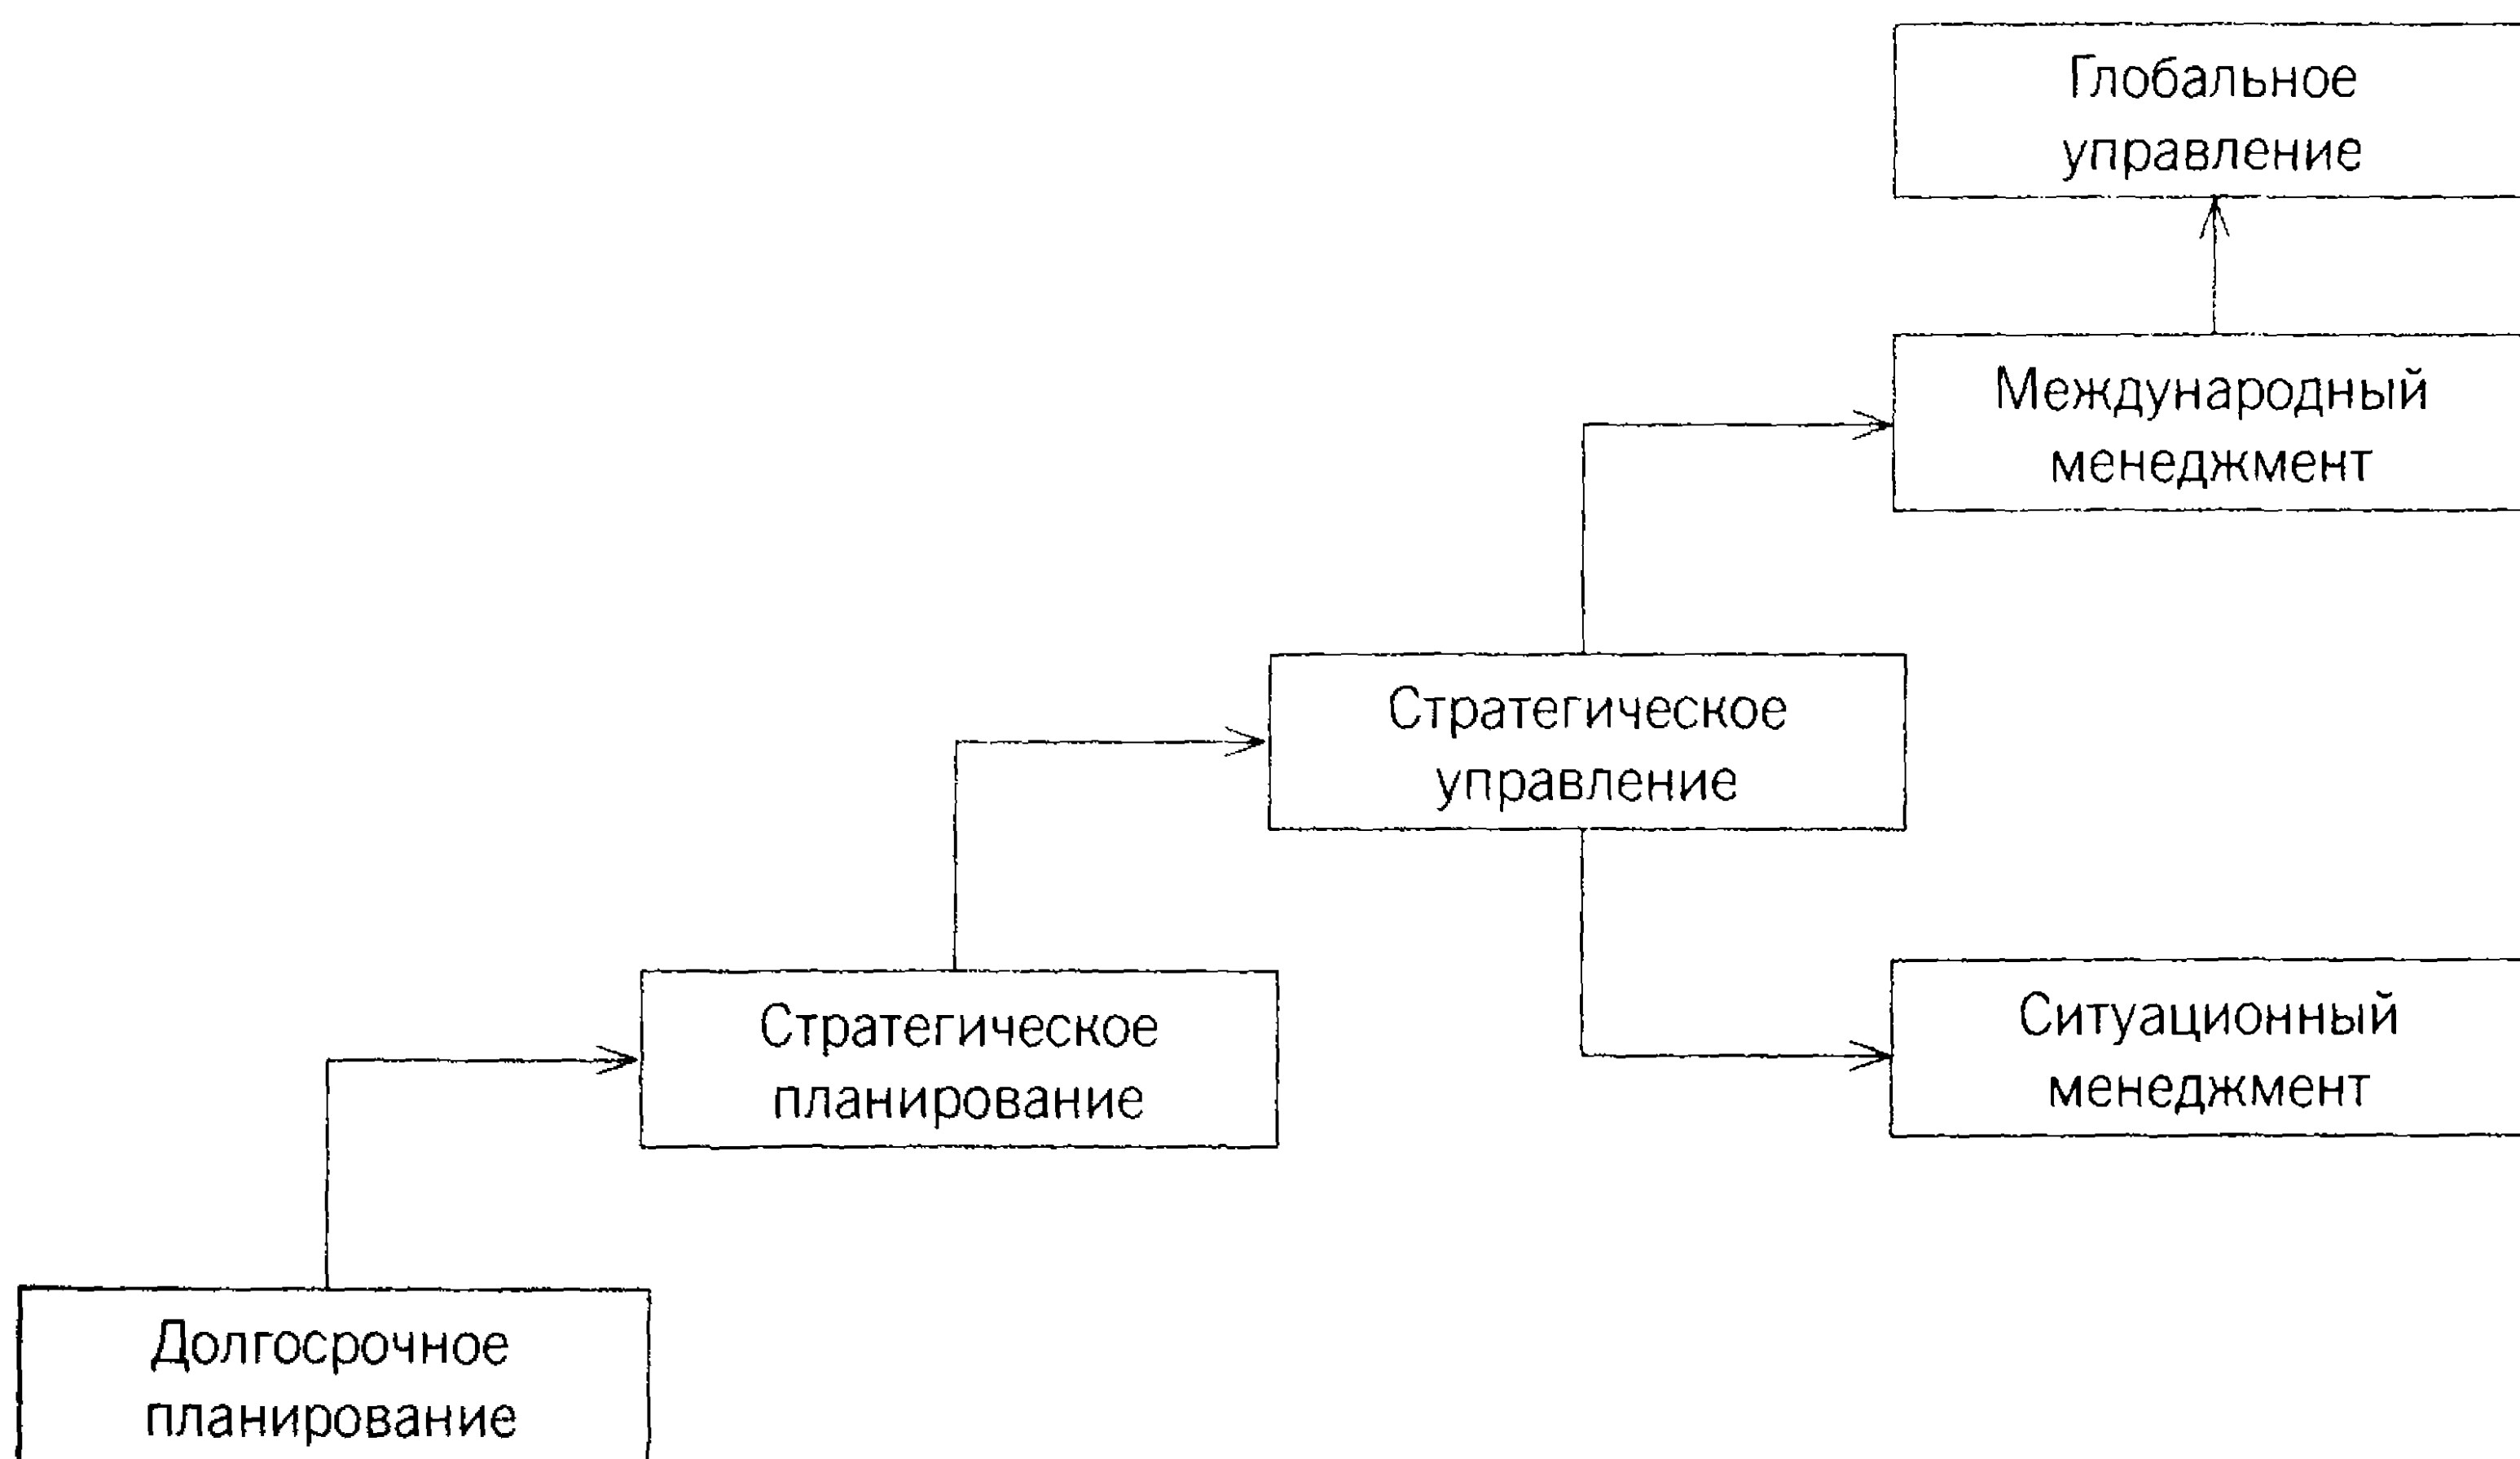 Глобальное
управление
Международный
менеджмент
Стратегическое
управление
Стратегическое
планирование
Ситуационный
менеджмент
Долгосрочное
планирование